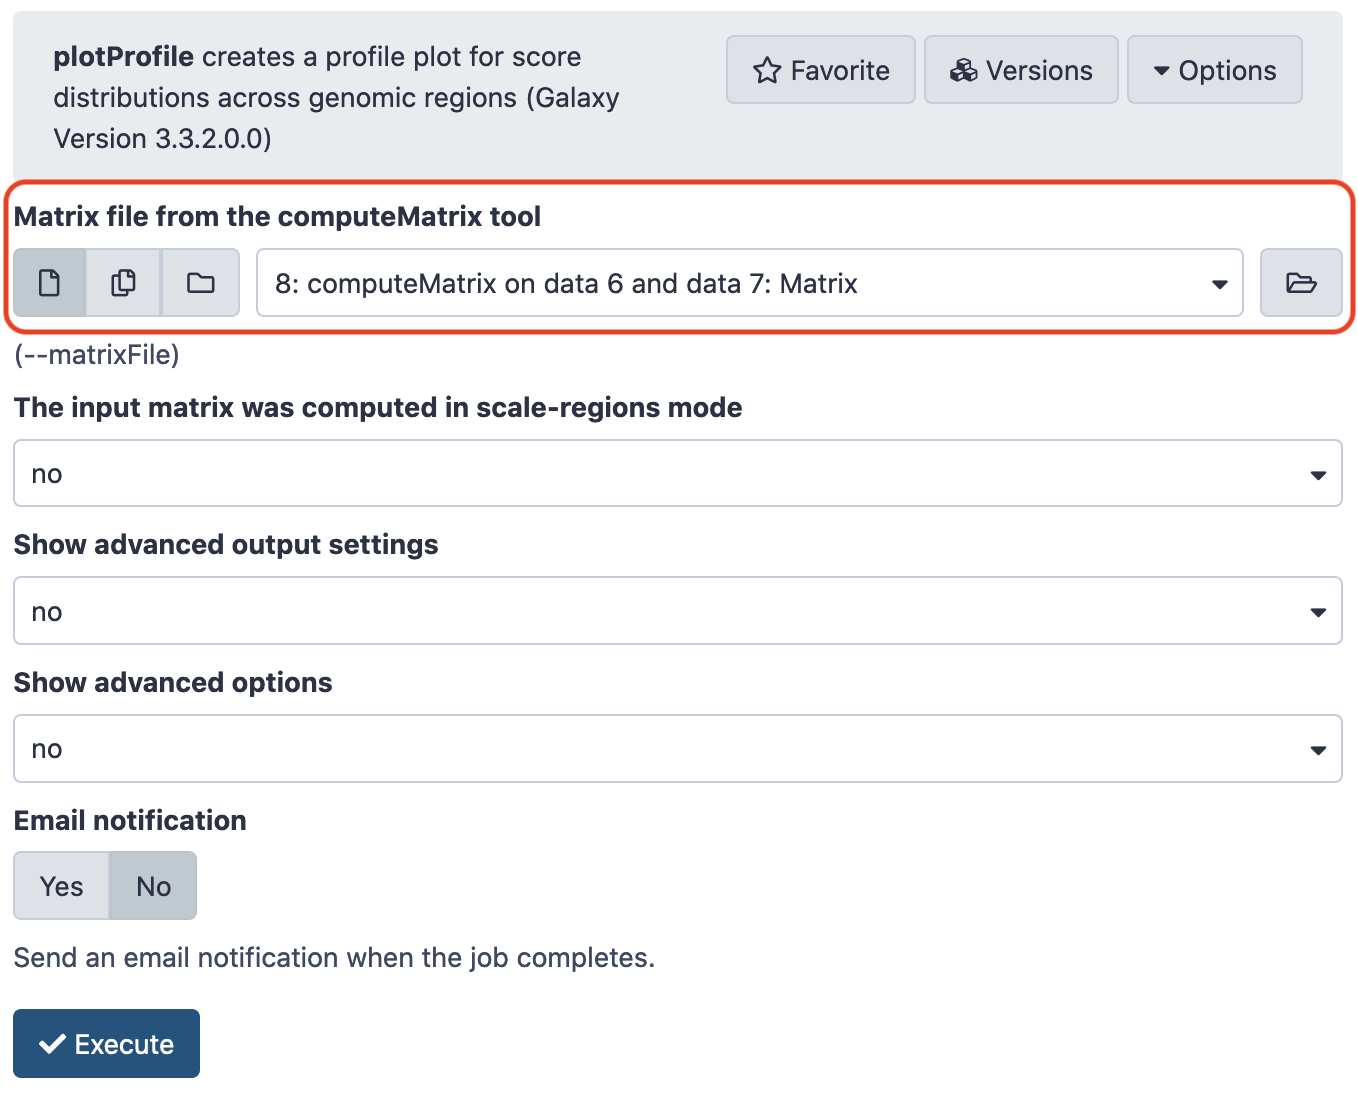 plotProfile creates a profile plot for score
distributions across genomic regions (Galaxy
Version 3.3.2.0.0)
Favorite
Versions
Options
Matrix file from the computeMatrix tool
8: computeMatrix on data 6 and data 7: Matrix
(--matrixFile)
The input matrix was computed in scale-regions mode
no
Show advanced output settings
no
Show advanced options
no
Email notification
Yes No
Send an email notification when the job completes.
Execute